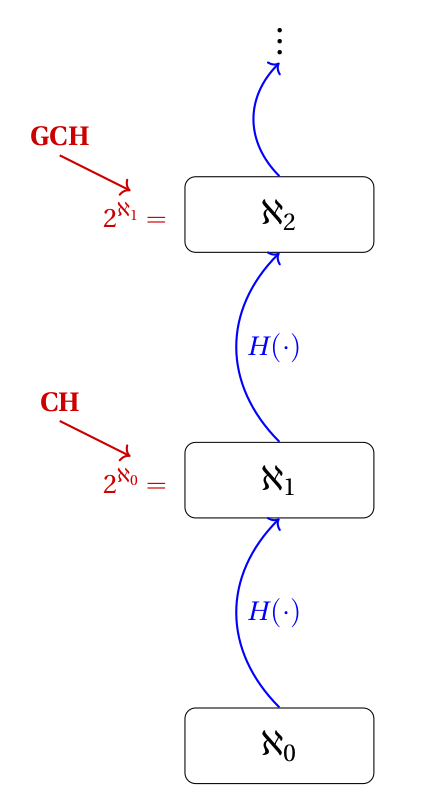 ⋮
GCH
2^ℵ₁ =
ℵ₂
H(·)
CH
2^ℵ₀ =
ℵ₁
H(·)
ℵ₀